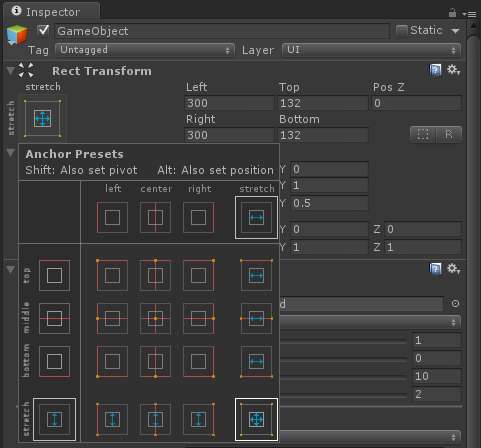 Inspector
GameObject
Static
Tag
Untagged
Layer
UI
Rect Transform
stretch
stretch
Left
Top
Pos Z
300
132
0
Right
Bottom
300
132
R
Anchor Presets
Shift: Also set pivot
Alt: Also set position
Y
0
Y
1
Y
0.5
Y
0
Z
0
Y
1
Z
1
left
center
right
stretch
top
middle
bottom
stretch
d
1
0
10
2